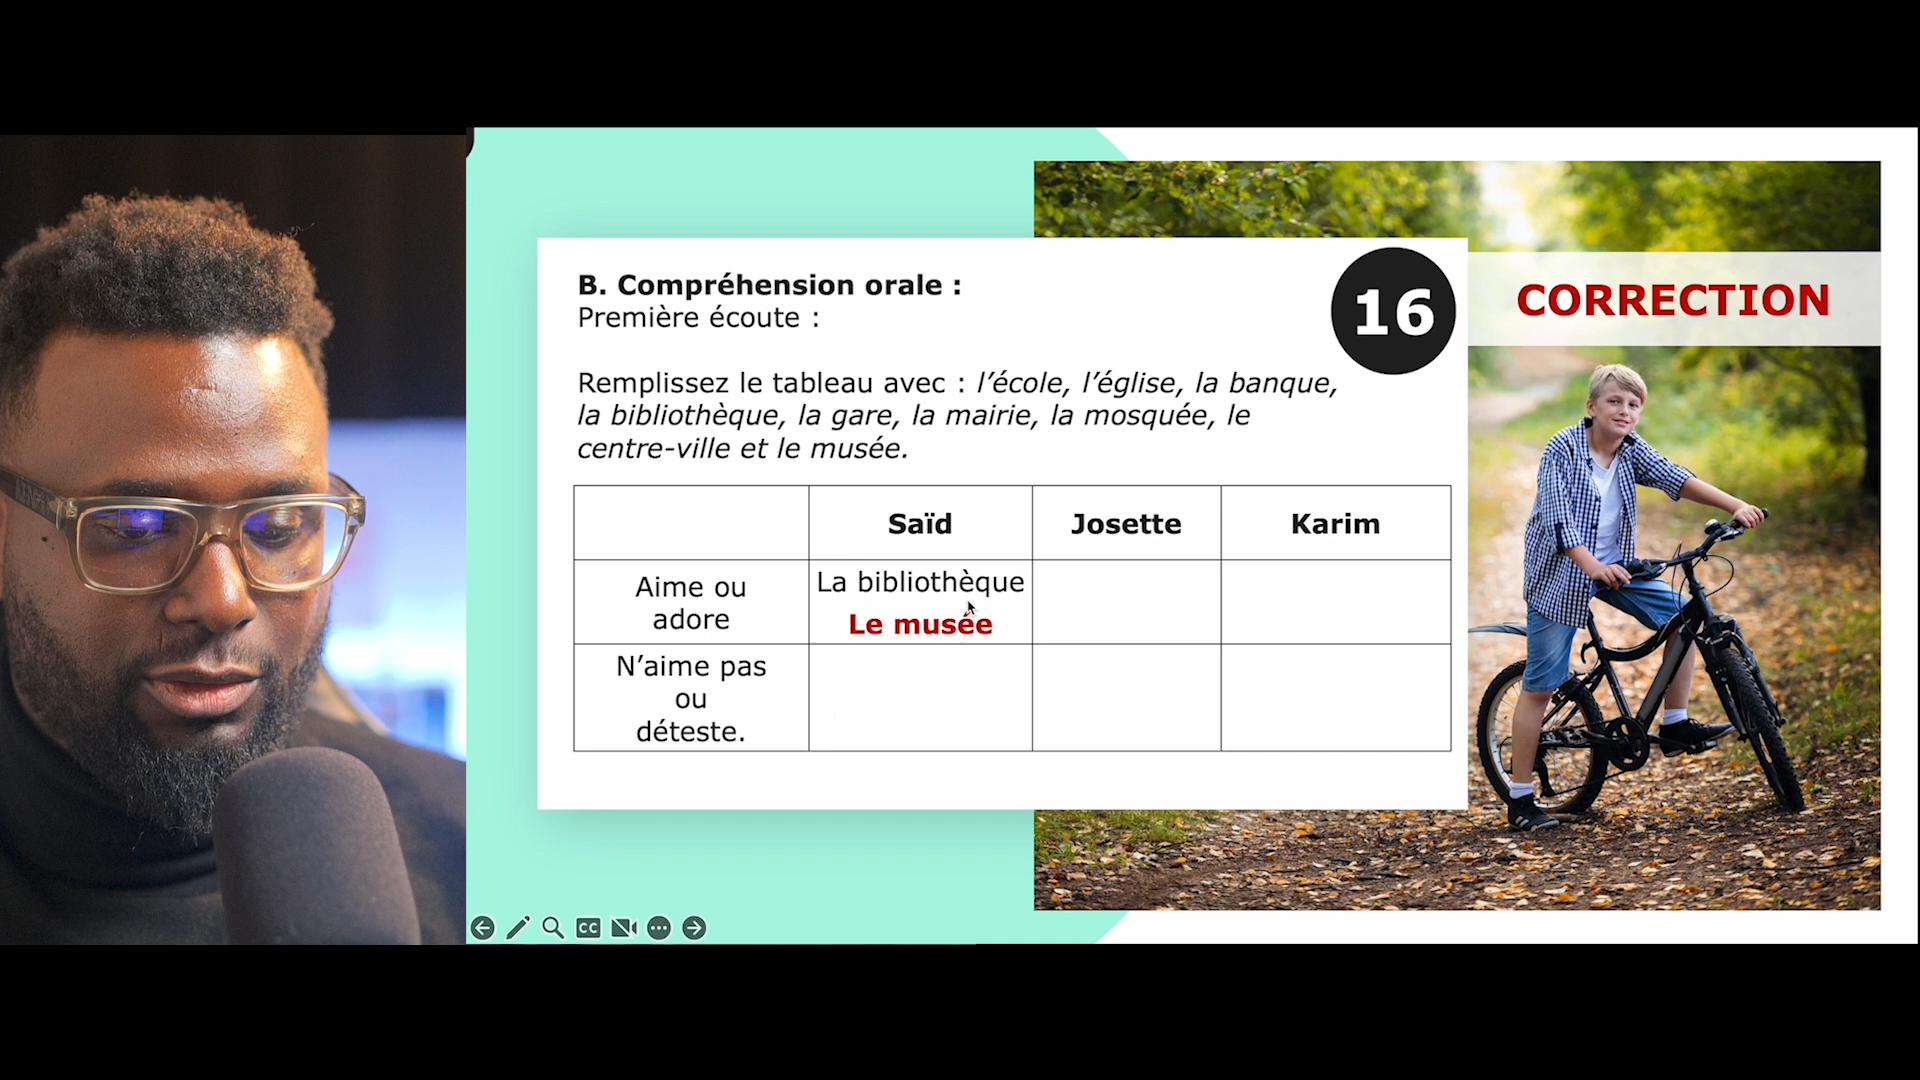 B. Compréhension orale :
Première écoute :
16
CORRECTION
Remplissez le tableau avec : l’école, l’église, la banque,
la bibliothèque, la gare, la mairie, la mosquée, le
centre-ville et le musée.
Saïd
Josette
Karim
Aime ou
adore
La bibliothèque
Le musée
N’aime pas
ou
déteste.
CC